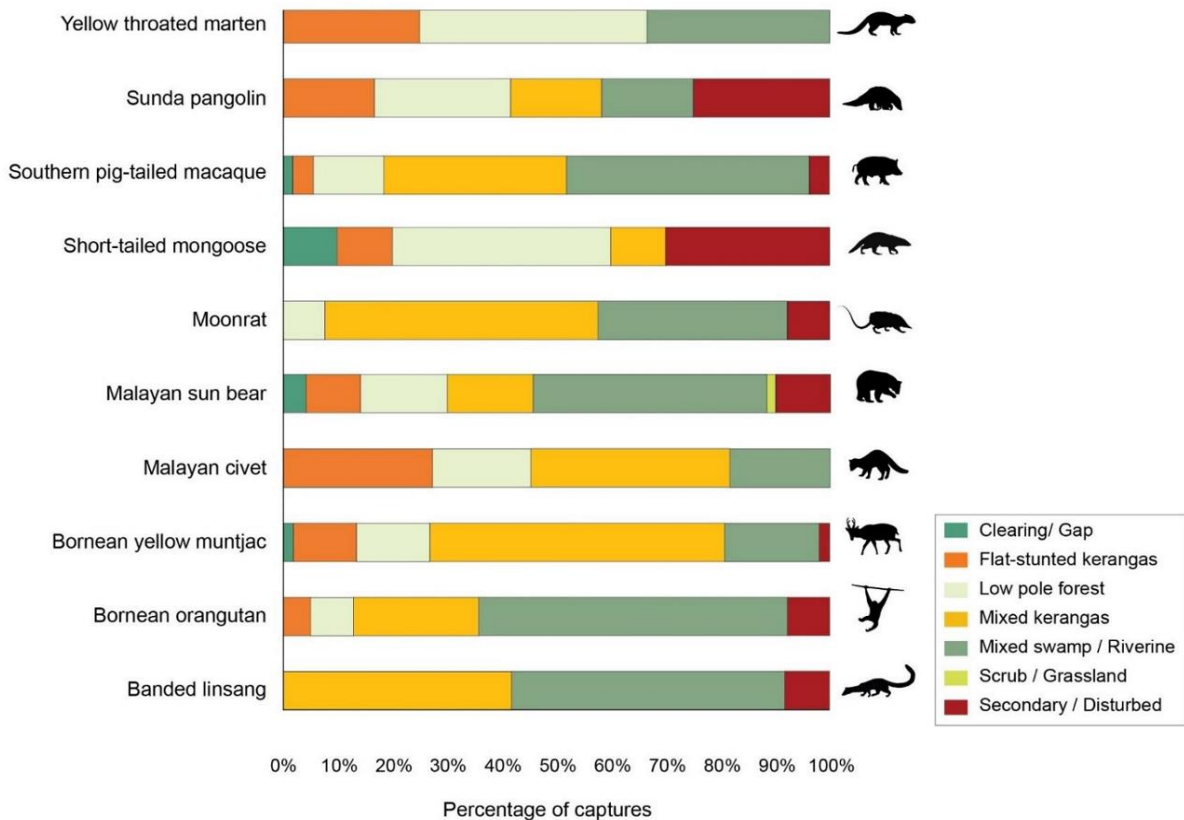 Yellow throated marten
Sunda pangolin
Southern pig-tailed macaque
Short-tailed mongoose
Moonrat
Malayan sun bear
Malayan civet
Bornean yellow muntjac
Bornean orangutan
Banded linsang
0% 10% 20% 30% 40% 50% 60% 70% 80% 90% 100%
Percentage of captures
Clearing/ Gap
Flat-stunted kerangas
Low pole forest
Mixed kerangas
Mixed swamp / Riverine
Scrub / Grassland
Secondary / Disturbed